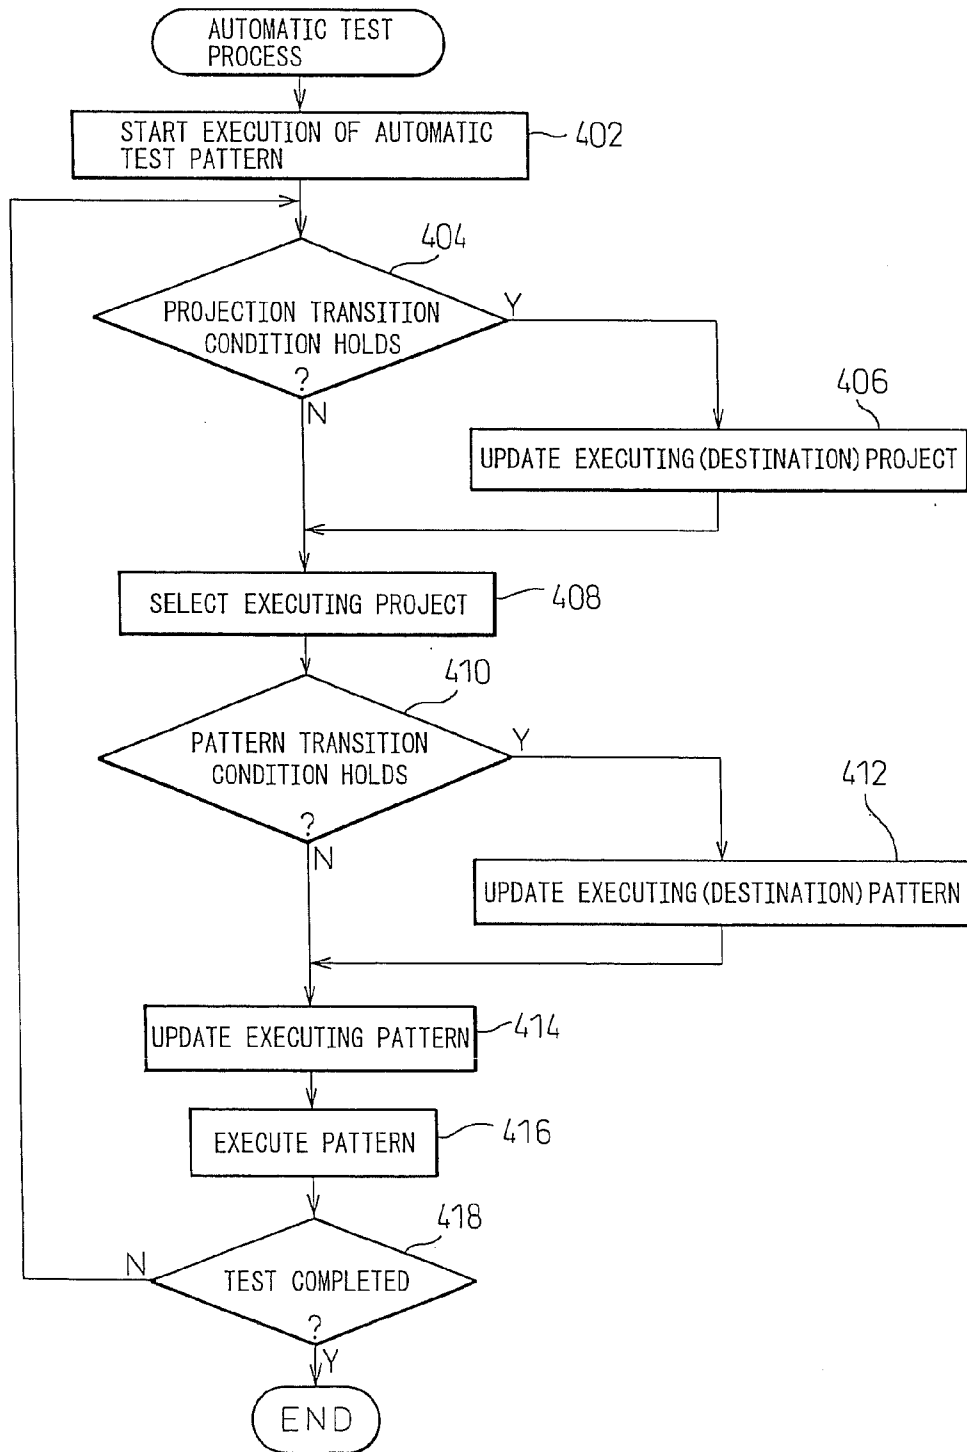 AUTOMATIC TEST
PROCESS
START EXECUTION OF AUTOMATIC
TEST PATTERN
402
404
PROJECTION TRANSITION
CONDITION HOLDS
?
Y
N
406
UPDATE EXECUTING(DESTINATION)PROJECT
SELECT EXECUTING PROJECT
408
410
PATTERN TRANSITION
CONDITION HOLDS
?
Y
N
412
UPDATE EXECUTING(DESTINATION)PATTERN
UPDATE EXECUTING PATTERN
414
EXECUTE PATTERN
416
418
TEST COMPLETED
?
N
Y
END